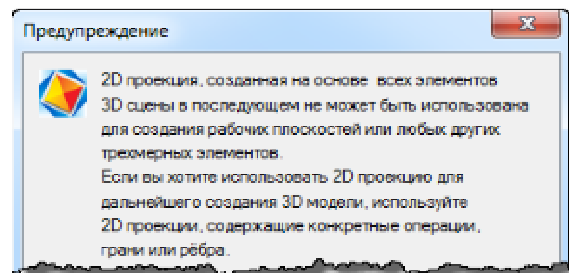 Предупреждение
2D проекция, созданная на основе всех элементов
3D сцены в последующем не может быть использована
для создания рабочих плоскостей или любых других
трехмерных элементов.
Если вы хотите использовать 2D проекцию для
дальнейшего создания 3D модели, используйте
2D проекции, содержащие конкретные операции,
грани или рёбра.